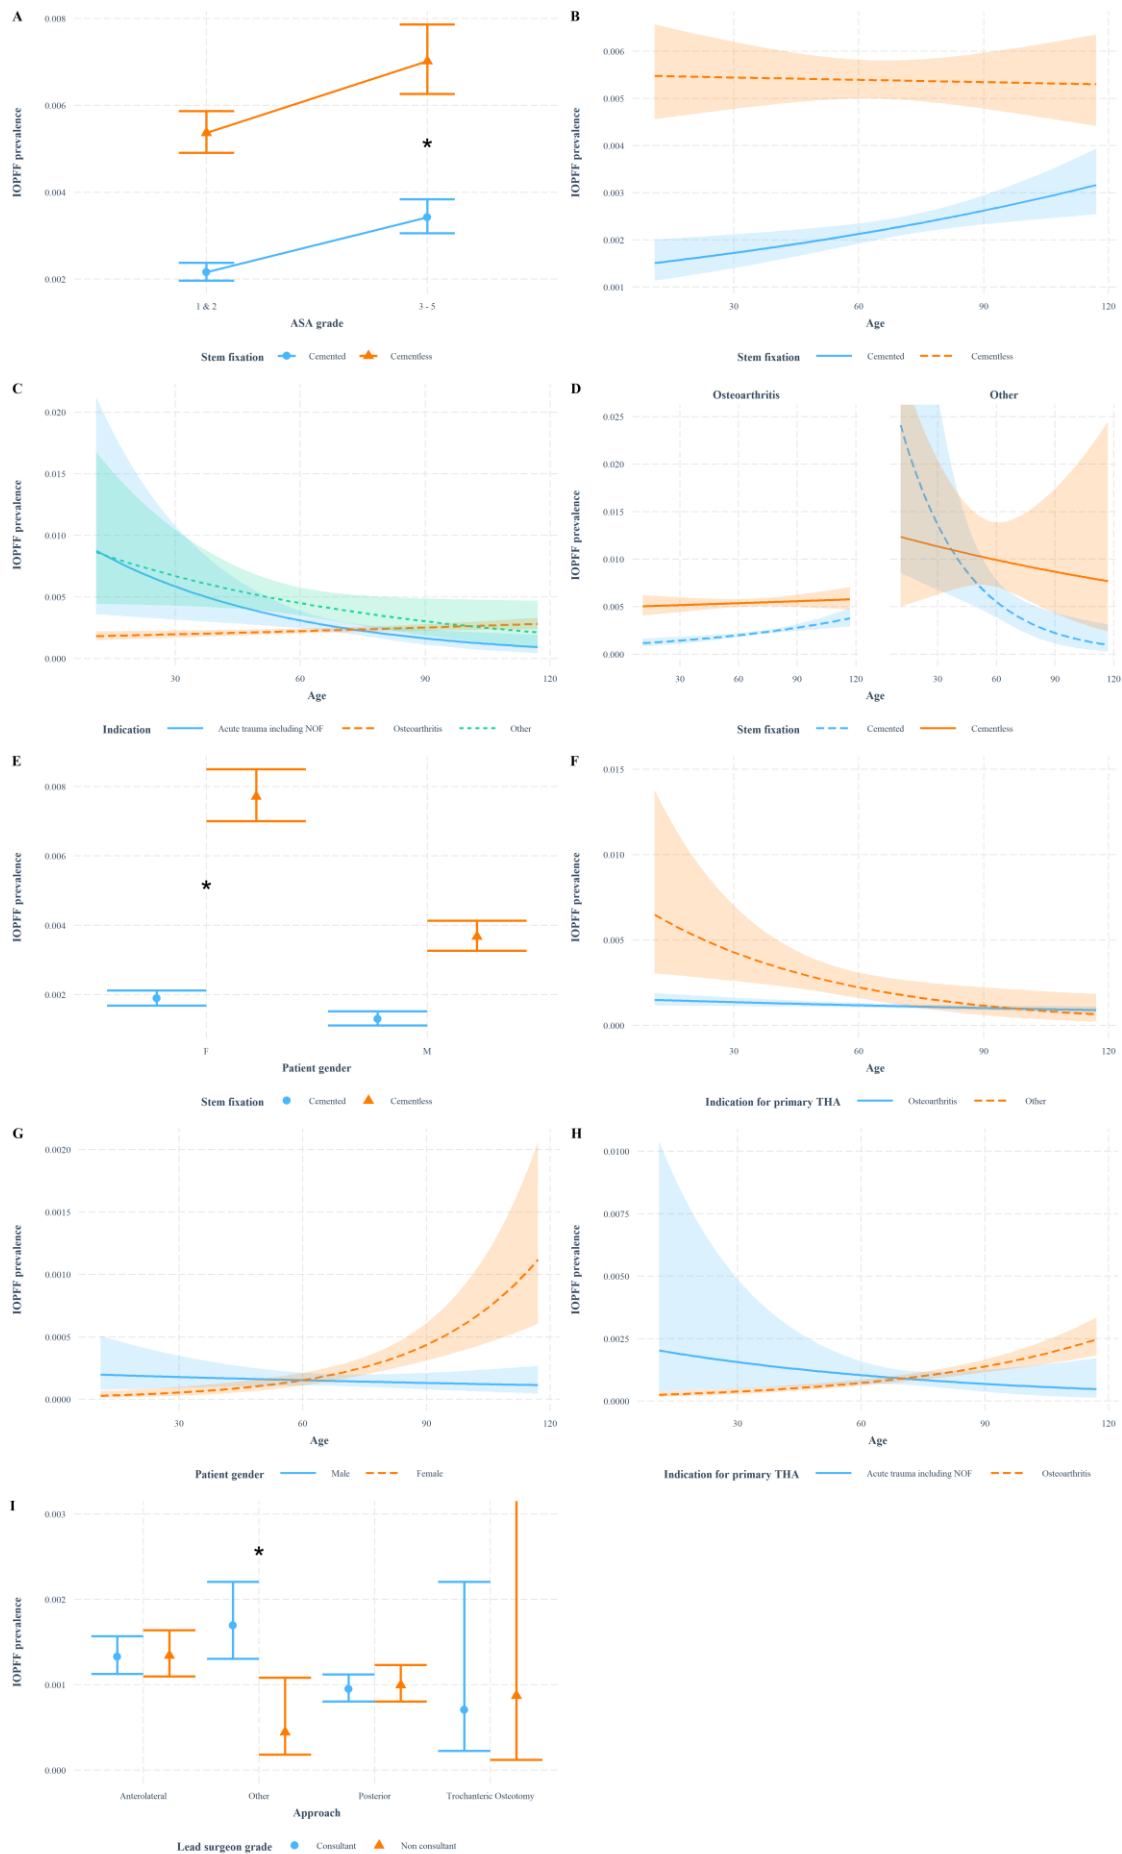 A
0.008
0.006
0.004
0.002
IOPFF prevalence
1 & 2
3 - 5
*
ASA grade
Stem fixation Cemented Cementless
B
0.006
0.005
0.004
0.003
0.002
0.001
IOPFF prevalence
30 60 90 120
Age
Stem fixation Cemented Cementless
C
0.020
0.015
0.010
0.005
0.000
IOPFF prevalence
30 60 90 120
Age
Indication Acute trauma including NOF Osteoarthritis Other
D
Osteoarthritis Other
0.025
0.020
0.015
0.010
0.005
0.000
IOPFF prevalence
30 60 90 120 30 60 90 120
Age
Stem fixation Cemented Cementless
E
0.008
0.006
0.004
0.002
IOPFF prevalence
*
F M
Patient gender
Stem fixation Cemented Cementless
F
0.015
0.010
0.005
0.000
IOPFF prevalence
30 60 90 120
Age
Indication for primary THA Osteoarthritis Other
G
0.0020
0.0015
0.0010
0.0005
0.0000
IOPFF prevalence
30 60 90 120
Age
Patient gender Male Female
H
0.0100
0.0075
0.0050
0.0025
0.0000
IOPFF prevalence
30 60 90 120
Age
Indication for primary THA Acute trauma including NOF Osteoarthritis
I
0.003
0.002
0.001
0.000
IOPFF prevalence
*
Anterolateral Other Posterior Trochanteric Osteotomy
Approach
Lead surgeon grade Consultant Non consultant